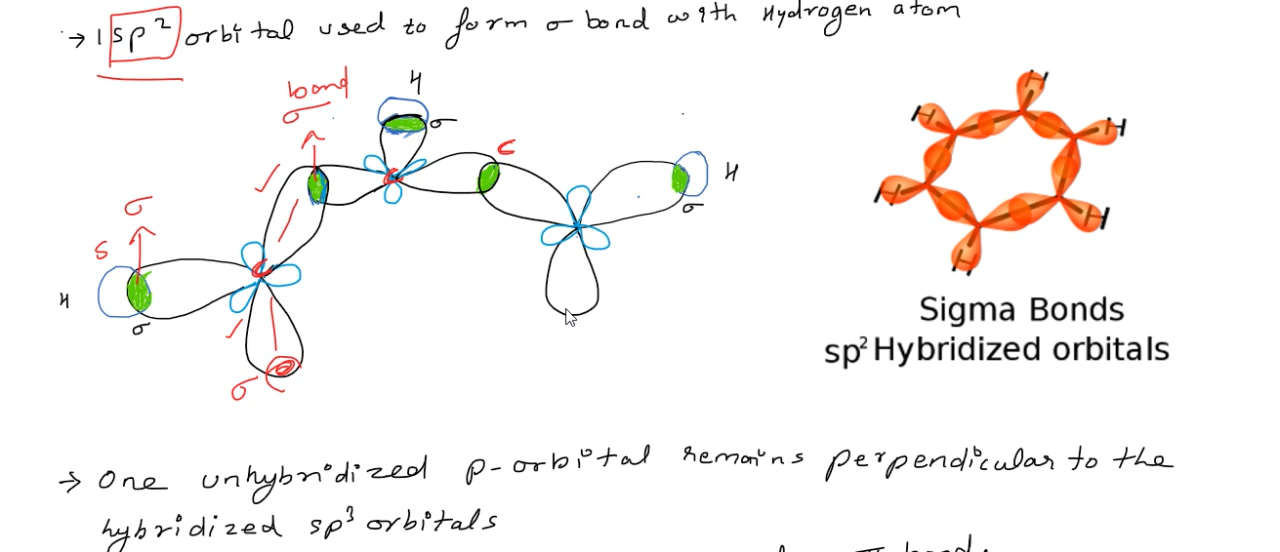 → 1 sp² orbital used to form σ bond with Hydrogen atom
bond
σ
H
σ
C
H
σ
σ
S
C
C
H
σ
σ
H
H
H
H
H
H
Sigma Bonds
sp² Hybridized orbitals
→ One unhybridized p-orbital remains perpendicular to the
hybridized sp³ orbitals
bond.